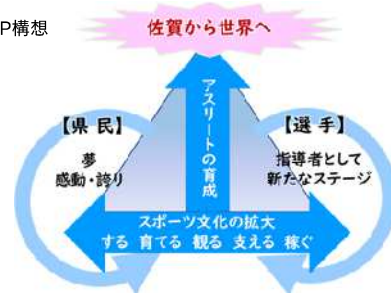 P構想
佐賀から世界へ
アスリートの育成
【県 民】
夢
感動・誇り
【選 手】
指導者として
新たなステージ
スポーツ文化の拡大
する 育てる 観る 支える 稼ぐ